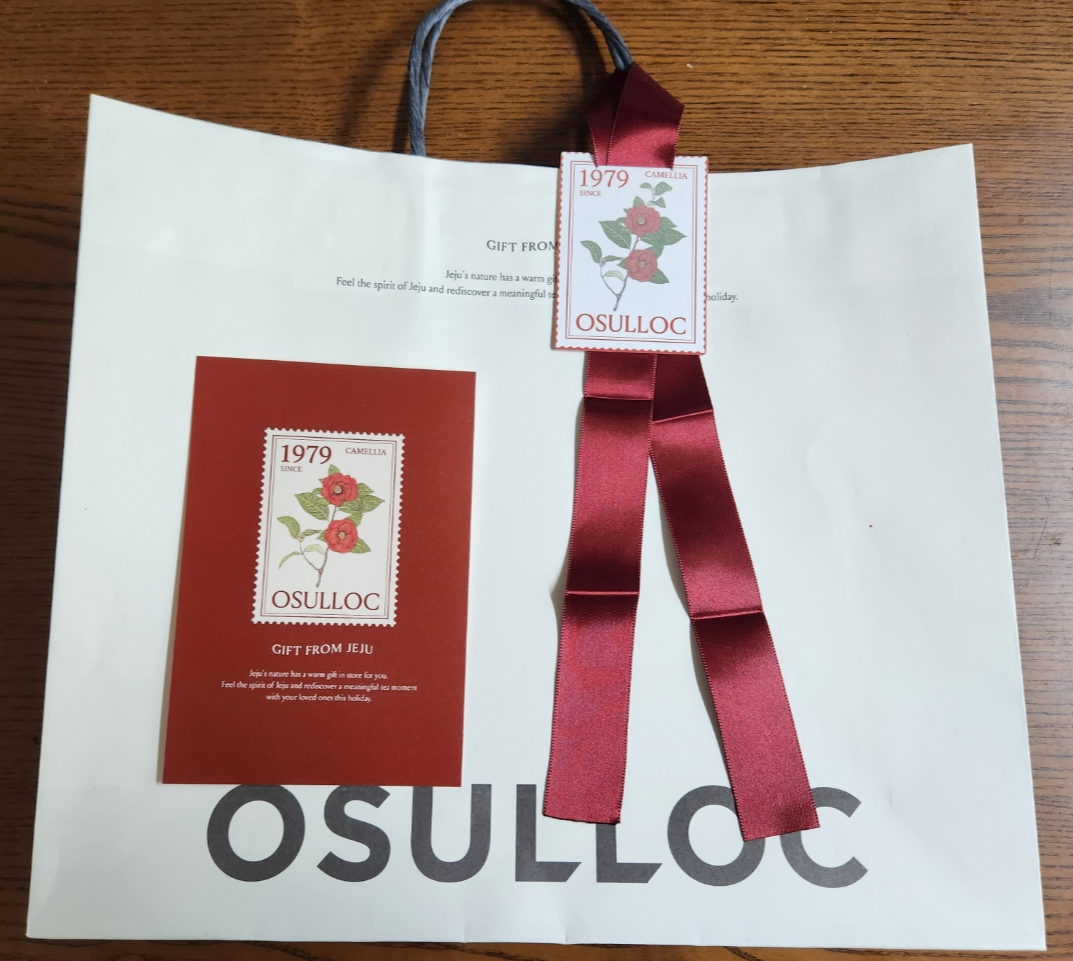 1979 CAMELLIA
SINCE
OSULLOC
GIFT FROM
Jeju's nature has a warm
Feel the spirit of Jeju and rediscover a meaningful holiday.
1979 CAMELLIA
SINCE
OSULLOC
GIFT FROM JEJU
Jeju's nature has a warm gift in store for you.
Feel the spirit of Jeju and rediscover a meaningful tea moment
with your loved ones this holiday.
OSULLOC